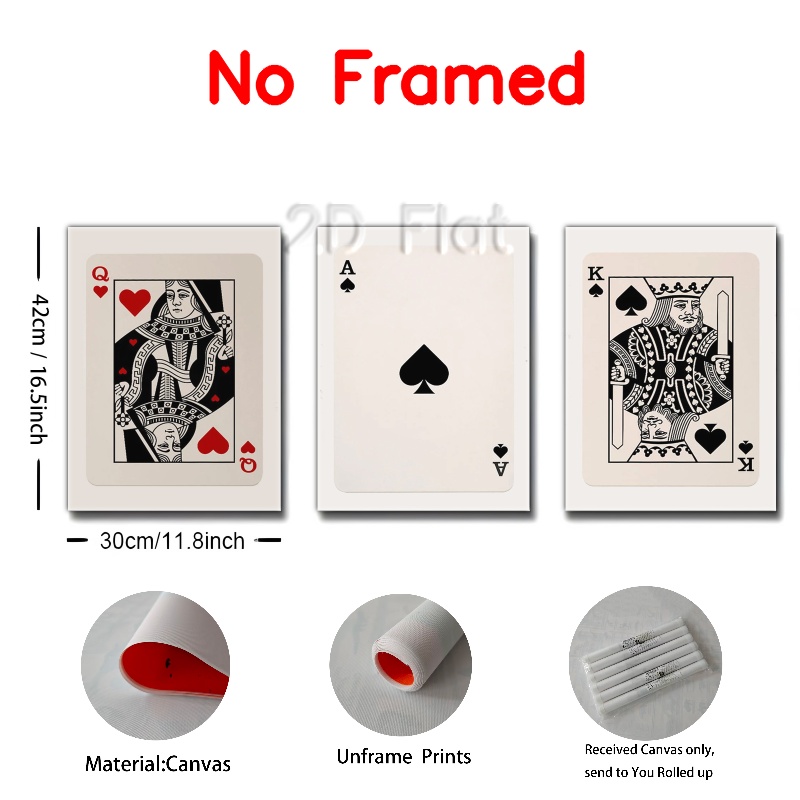 No Framed
2D Flat
Q
A
K
42cm / 16.5inch
Q
A
K
30cm/11.8inch
Material:Canvas
Unframe Prints
Received Canvas only,
send to You Rolled up